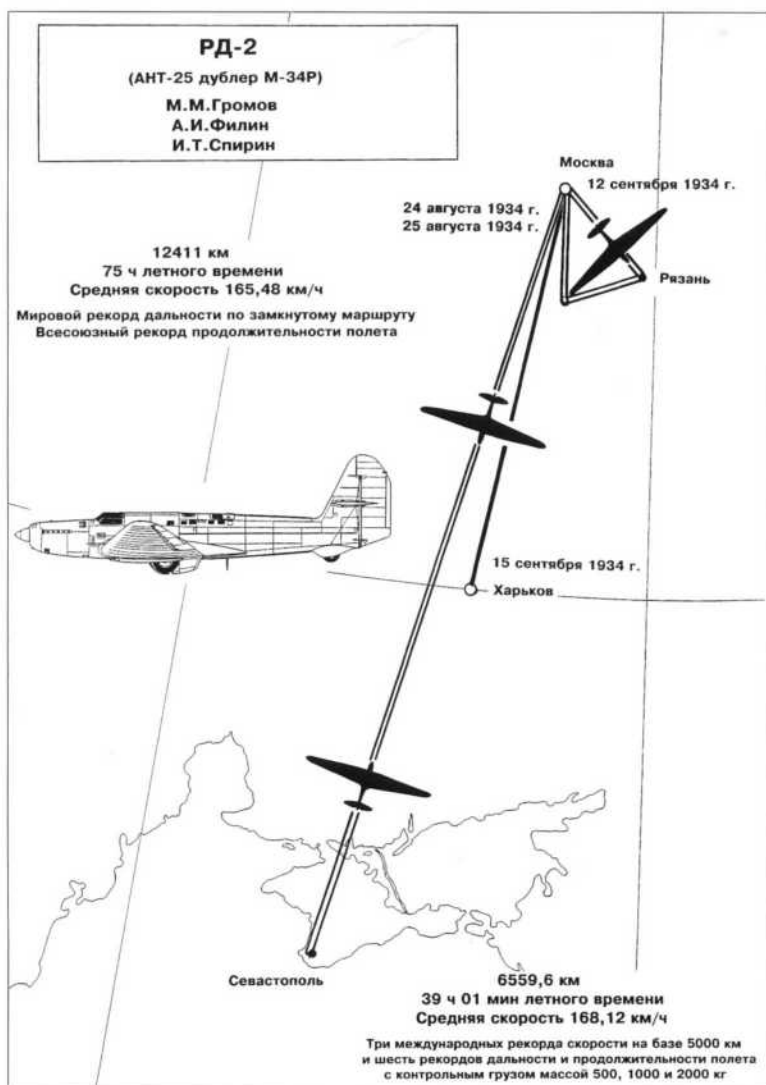 РД-2
(АНТ-25 дублер М-34Р)
М.М.Громов
А.И.Филин
И.Т.Спирин
Москва
12 сентября 1934 г.
24 августа 1934 г.
25 августа 1934 г.
Рязань
12411 км
75 ч летного времени
Средняя скорость 165,48 км/ч
Мировой рекорд дальности по замкнутому маршруту
Всесоюзный рекорд продолжительности полета
15 сентября 1934 г.
Харьков
Севастополь
6559,6 км
39 ч 01 мин летного времени
Средняя скорость 168,12 км/ч
Три международных рекорда скорости на базе 5000 км
и шесть рекордов дальности и продолжительности полета
с контрольным грузом массой 500, 1000 и 2000 кг